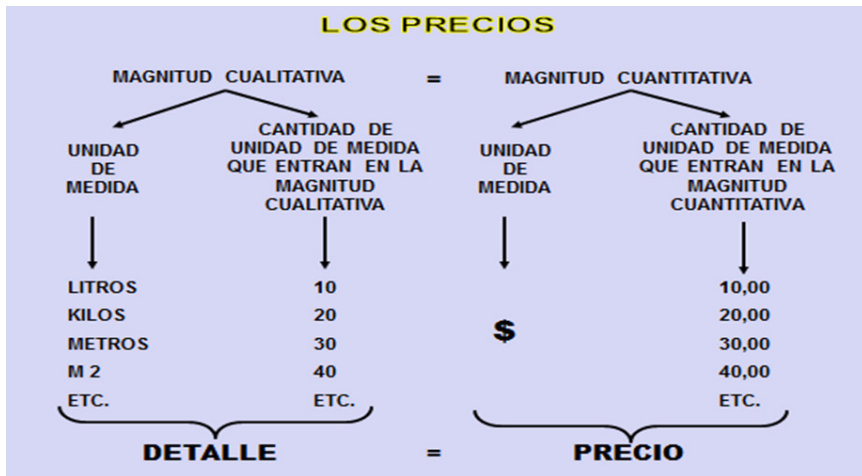 LOS PRECIOS
MAGNITUD CUALITATIVA = MAGNITUD CUANTITATIVA
UNIDAD
DE
MEDIDA
CANTIDAD DE
UNIDAD DE MEDIDA
QUE ENTRAN EN LA
MAGNITUD
CUALITATIVA
UNIDAD
DE
MEDIDA
CANTIDAD DE
UNIDAD DE MEDIDA
QUE ENTRAN EN LA
MAGNITUD
CUANTITATIVA
LITROS 10 10,00
KILOS 20 20,00
METROS 30 $ 30,00
M 2 40 40,00
ETC. ETC. ETC.
DETALLE = PRECIO